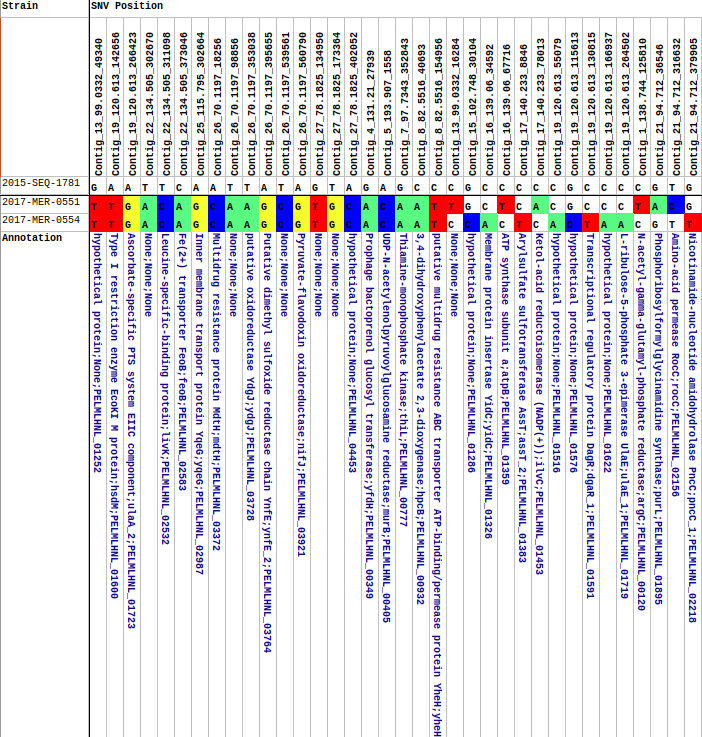 Strain
SNV Position
Contig_13_99.0332_49340
Contig_19_120.613_142656
Contig_19_120.613_266423
Contig_22_134.505_302670
Contig_22_134.505_311098
Contig_22_134.505_373046
Contig_25_115.795_302664
Contig_26_70.1197_18256
Contig_26_70.1197_98856
Contig_26_70.1197_353038
Contig_26_70.1197_395655
Contig_26_70.1197_539561
Contig_26_70.1197_560790
Contig_27_78.1825_134950
Contig_27_78.1825_173364
Contig_27_78.1825_402052
Contig_4_131.21_27939
Contig_5_193.907_1558
Contig_7_97.7343_352843
Contig_8_82.5516_40693
Contig_8_82.5516_154956
Contig_13_99.0332_16284
Contig_15_102.748_30104
Contig_16_139.06_34592
Contig_16_139.06_67716
Contig_17_140.233_8846
Contig_17_140.233_78013
Contig_19_120.613_55079
Contig_19_120.613_115613
Contig_19_120.613_130815
Contig_19_120.613_166937
Contig_19_120.613_264502
Contig_1_138.744_125810
Contig_21_94.712_36546
Contig_21_94.712_316632
Contig_21_94.712_379905
2015-SEQ-1781 G A A T T C A A T T A T A G T A G A G C C C G C C C C C G C C C C G T G
2017-MER-0551 T T G A C A G C A A G C G T G C A C A A T T G C T C A C G C C C T A C G
2017-MER-0554 T T G A C A G C A A G C G T G C A C A A T C C A C T C A C T A A C G T T
Annotation
hypothetical protein;None;PELMLHNL_01252
Type I restriction enzyme EcoKI M protein;hsdM;PELMLHNL_01600
Ascorbate-specific PTS system EIIC component;ulaA_2;PELMLHNL_01723
None;None;None
Leucine-specific-binding protein;livK;PELMLHNL_02532
Fe(2+) transporter FeoB;feoB;PELMLHNL_02583
Inner membrane transport protein YqeG;yqeG;PELMLHNL_02987
Multidrug resistance protein MdtH;mdtH;PELMLHNL_03372
None;None;None
putative oxidoreductase YdgJ;ydgJ;PELMLHNL_03728
Putative dimethyl sulfoxide reductase chain YnfE;ynfE_2;PELMLHNL_03764
None;None;None
Pyruvate-flavodoxin oxidoreductase;nifJ;PELMLHNL_03921
None;None;None
None;None;None
hypothetical protein;None;PELMLHNL_04453
Prophage bactoprenol glucosyl transferase;yfdH;PELMLHNL_00349
UDP-N-acetylenolpyruvoylglucosamine reductase;murB;PELMLHNL_00405
Thiamine-monophosphate kinase;thiL;PELMLHNL_00777
3,4-dihydroxyphenylacetate 2,3-dioxygenase;hpcB;PELMLHNL_00932
putative multidrug resistance ABC transporter ATP-binding/permease protein YheH;yheH
None;None;None
hypothetical protein;None;PELMLHNL_01286
Membrane protein insertase YidC;yidC;PELMLHNL_01326
ATP synthase subunit a;atpB;PELMLHNL_01359
Arylsulfate sulfotransferase AssT;assT_2;PELMLHNL_01383
Ketol-acid reductoisomerase (NADP(+));ilvC;PELMLHNL_01453
hypothetical protein;None;PELMLHNL_01516
hypothetical protein;None;PELMLHNL_01576
Transcriptional regulatory protein DagR;dgaR_1;PELMLHNL_01591
hypothetical protein;None;PELMLHNL_01622
L-ribulose-5-phosphate 3-epimerase UlaE;ulaE_1;PELMLHNL_01719
N-acetyl-gamma-glutamyl-phosphate reductase;argC;PELMLHNL_00120
Phosphoribosylformylglycinamidine synthase;purL;PELMLHNL_01895
Amino-acid permease RocC;rocC;PELMLHNL_02156
Nicotinamide-nucleotide amidohydrolase PncC;pncC_1;PELMLHNL_02218